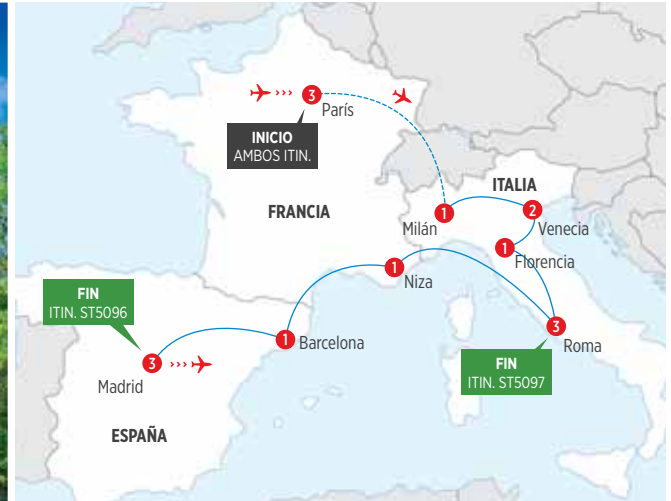 3
París
INICIO
AMBOS ITIN.
ITALIA
FRANCIA
1
Milán
2
Venecia
1
Florencia
1
Niza
FIN
ITIN. ST5096
1
Barcelona
3
Roma
3
Madrid
FIN
ITIN. ST5097
ESPAÑA